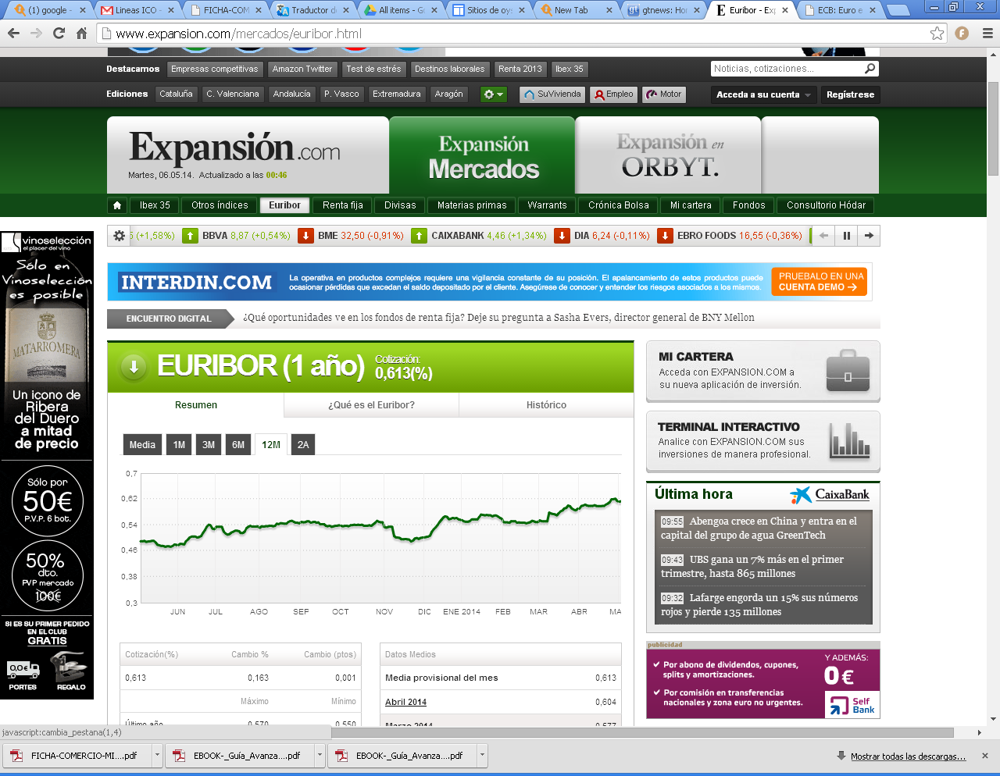 (1) google -
Lineas ICO -
FICHA-COM
Traductor d
All items - G
Sitios de oy
New Tab
gtnews: Ho
Euribor - Ex
ECB: Euro e
www.expansion.com/mercados/euribor.html
Destacamos
Empresas competitivas
Amazon Twitter
Test de estrés
Destinos laborales
Renta 2013
Ibex 35
Noticias, cotizaciones...
Ediciones
Cataluña
C. Valenciana
Andalucía
P. Vasco
Extremadura
Aragón
SuVivienda
Empleo
Motor
Acceda a su cuenta
Regístrese
Expansión.com
Martes, 06.05.14. Actualizado a las 00:46
Expansión
Mercados
Expansión en
ORBYT.
Ibex 35
Otros índices
Euribor
Renta fija
Divisas
Materias primas
Warrants
Crónica Bolsa
Mi cartera
Fondos
Consultorio Hódar
5 (+1,58%)
BBVA 8,87 (+0,54%)
BME 32,50 (-0,91%)
CAIXABANK 4,46 (+1,34%)
DIA 6,24 (-0,11%)
EBRO FOODS 16,55 (-0,36%)
vinoselección
el placer del vino
Sólo en
Vinoselección
es posible
MATARROMERA
Un icono de
Ribera
del Duero
a mitad
de precio
Sólo por
50€
P.V.P. 6 bot.
50%
dto.
PVP mercado
100€
SI ES SU PRIMER PEDIDO
EN EL CLUB
GRATIS
0,0€
PORTES
REGALO
INTERDIN.COM
La operativa en productos complejos requiere una vigilancia constante de su posición. El apalancamiento de estos productos puede
ocasionar pérdidas que excedan el saldo depositado por el cliente. Asegúrese de conocer y entender los riesgos asociados a los mismos.
PRUEBALO EN UNA
CUENTA DEMO
ENCUENTRO DIGITAL
¿Qué oportunidades ve en los fondos de renta fija? Deje su pregunta a Sasha Evers, director general de BNY Mellon
EURIBOR (1 año)
Cotización:
0,613(%)
Resumen
¿Qué es el Euribor?
Histórico
Media
1M
3M
6M
12M
2A
0,7
0,62
0,54
0,46
0,38
0,3
JUN
JUL
AGO
SEP
OCT
NOV
DIC
ENE 2014
FEB
MAR
ABR
MA
Cotización(%)
Cambio %
Cambio (ptos)
0,613
0,163
0,001
Máximo
Mínimo
Último año
0,570
0,550
Datos Medios
Media provisional del mes
0,613
Abril 2014
0,604
Marzo 2014
0,577
MI CARTERA
Acceda con EXPANSION.COM a
su nueva aplicación de inversión.
TERMINAL INTERACTIVO
Analice con EXPANSION.COM sus
inversiones de manera profesional.
Última hora
CaixaBank
09:55 Abengoa crece en China y entra en el
capital del grupo de agua GreenTech
09:43 UBS gana un 7% más en el primer
trimestre, hasta 865 millones
09:32 Lafarge engorda un 15% sus números
rojos y pierde 135 millones
publicidad
Por abono de dividendos, cupones,
splits y amortizaciones.
Por comisión en transferencias
nacionales y zona euro no urgentes.
Y ADEMÁS:
0€
Self
Bank
javascript:cambia_pestana(1,4)
FICHA-COMERCIO-MI....pdf
EBOOK-_Guía_Avanza....pdf
EBOOK-_Guía_Avanza....pdf
Mostrar todas las descargas...